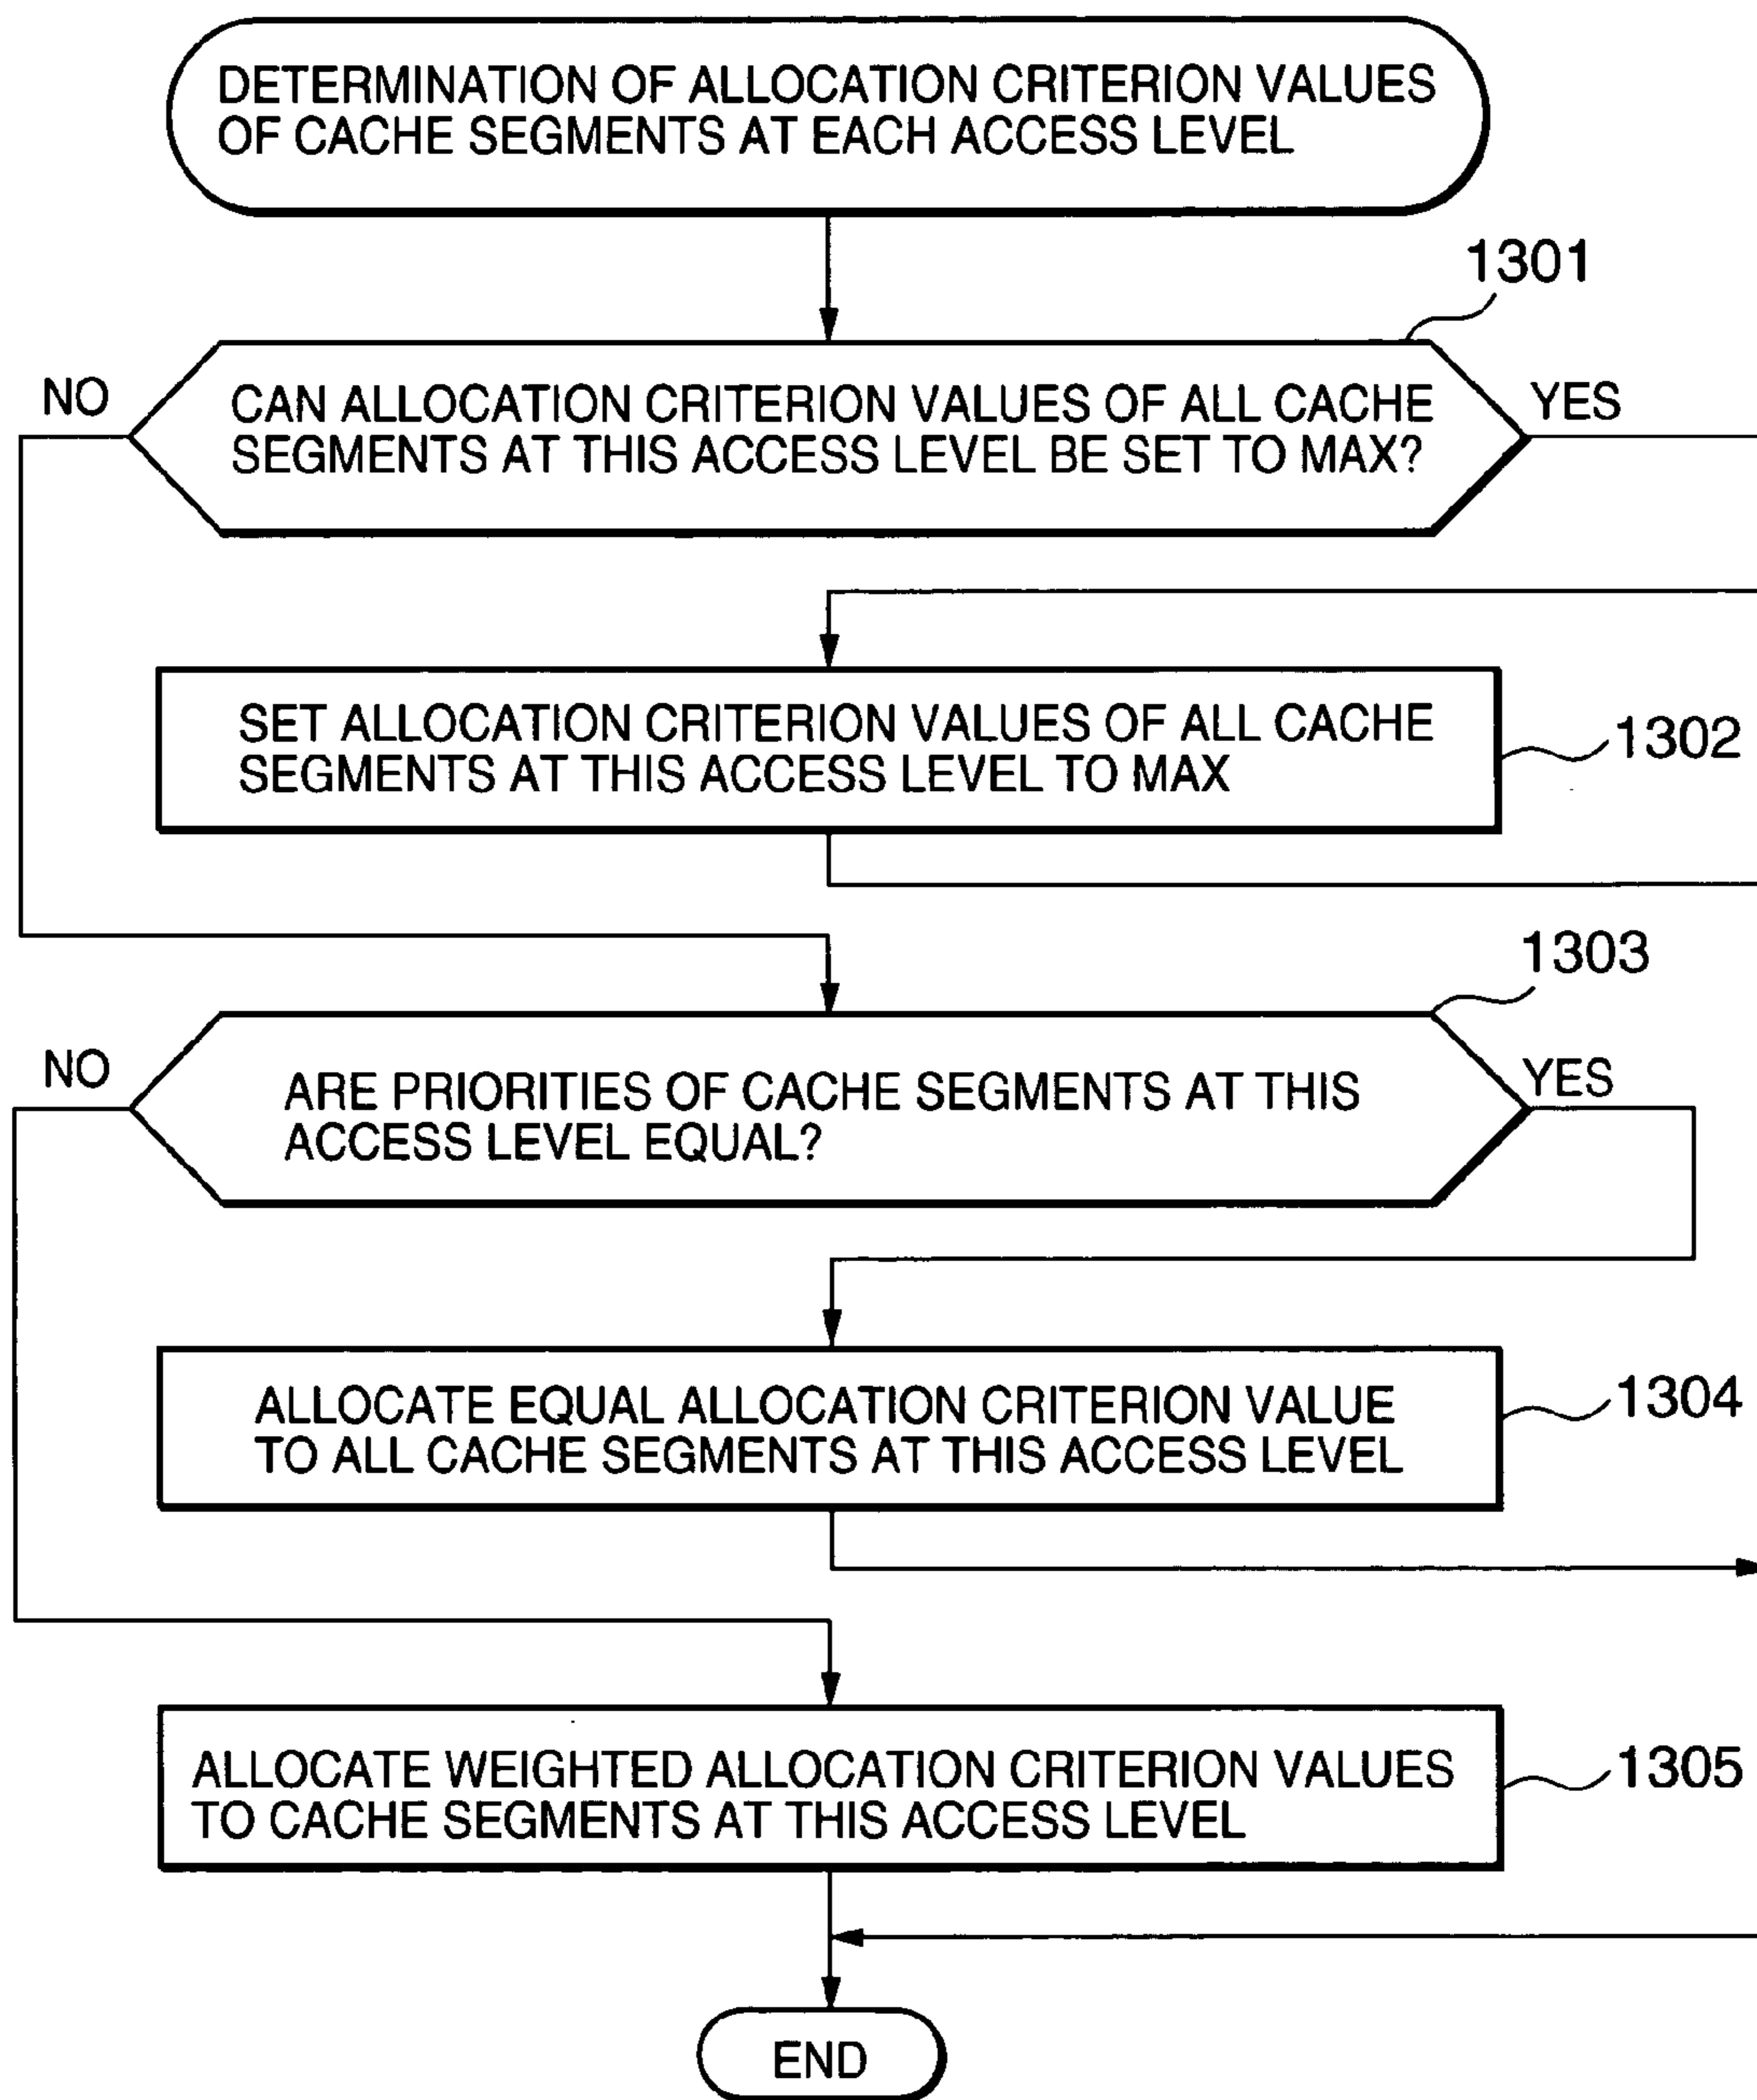 DETERMINATION OF ALLOCATION CRITERION VALUES
OF CACHE SEGMENTS AT EACH ACCESS LEVEL
1301
NO
CAN ALLOCATION CRITERION VALUES OF ALL CACHE
SEGMENTS AT THIS ACCESS LEVEL BE SET TO MAX?
YES
SET ALLOCATION CRITERION VALUES OF ALL CACHE
SEGMENTS AT THIS ACCESS LEVEL TO MAX
1302
1303
NO
ARE PRIORITIES OF CACHE SEGMENTS AT THIS
ACCESS LEVEL EQUAL?
YES
ALLOCATE EQUAL ALLOCATION CRITERION VALUE
TO ALL CACHE SEGMENTS AT THIS ACCESS LEVEL
1304
ALLOCATE WEIGHTED ALLOCATION CRITERION VALUES
TO CACHE SEGMENTS AT THIS ACCESS LEVEL
1305
END